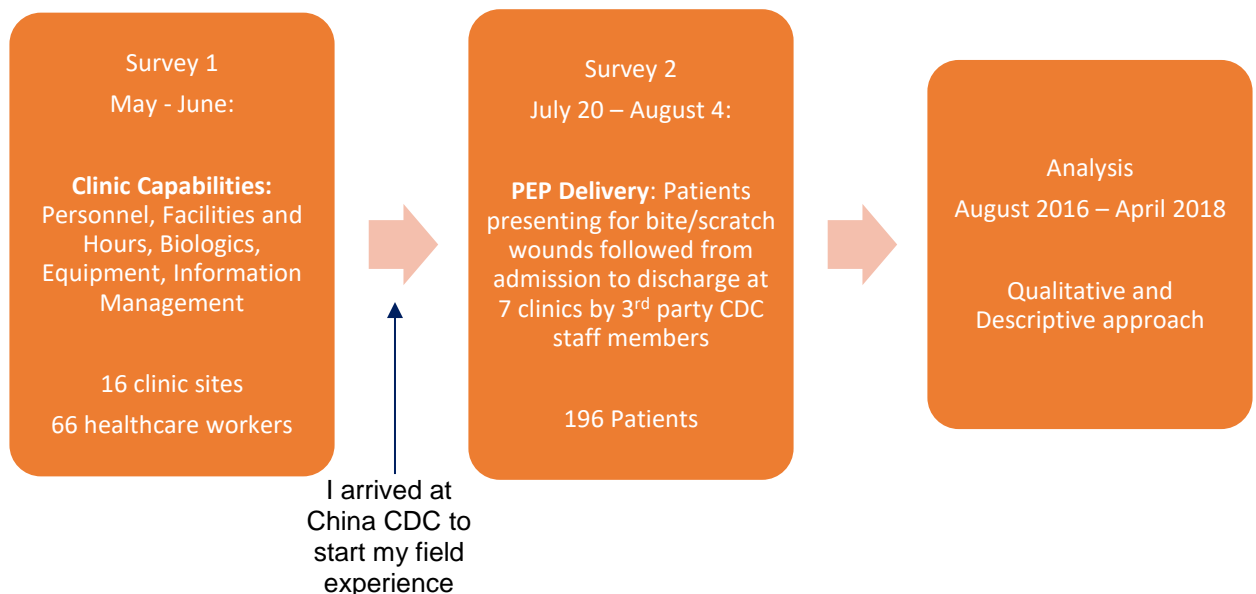 Survey 1
May - June:
Clinic Capabilities:
Personnel, Facilities and
Hours, Biologics,
Equipment, Information
Management
16 clinic sites
66 healthcare workers
I arrived at
China CDC to
start my field
experience
Survey 2
July 20 – August 4:
PEP Delivery: Patients
presenting for bite/scratch
wounds followed from
admission to discharge at
7 clinics by 3rd party CDC
staff members
196 Patients
Analysis
August 2016 – April 2018
Qualitative and
Descriptive approach